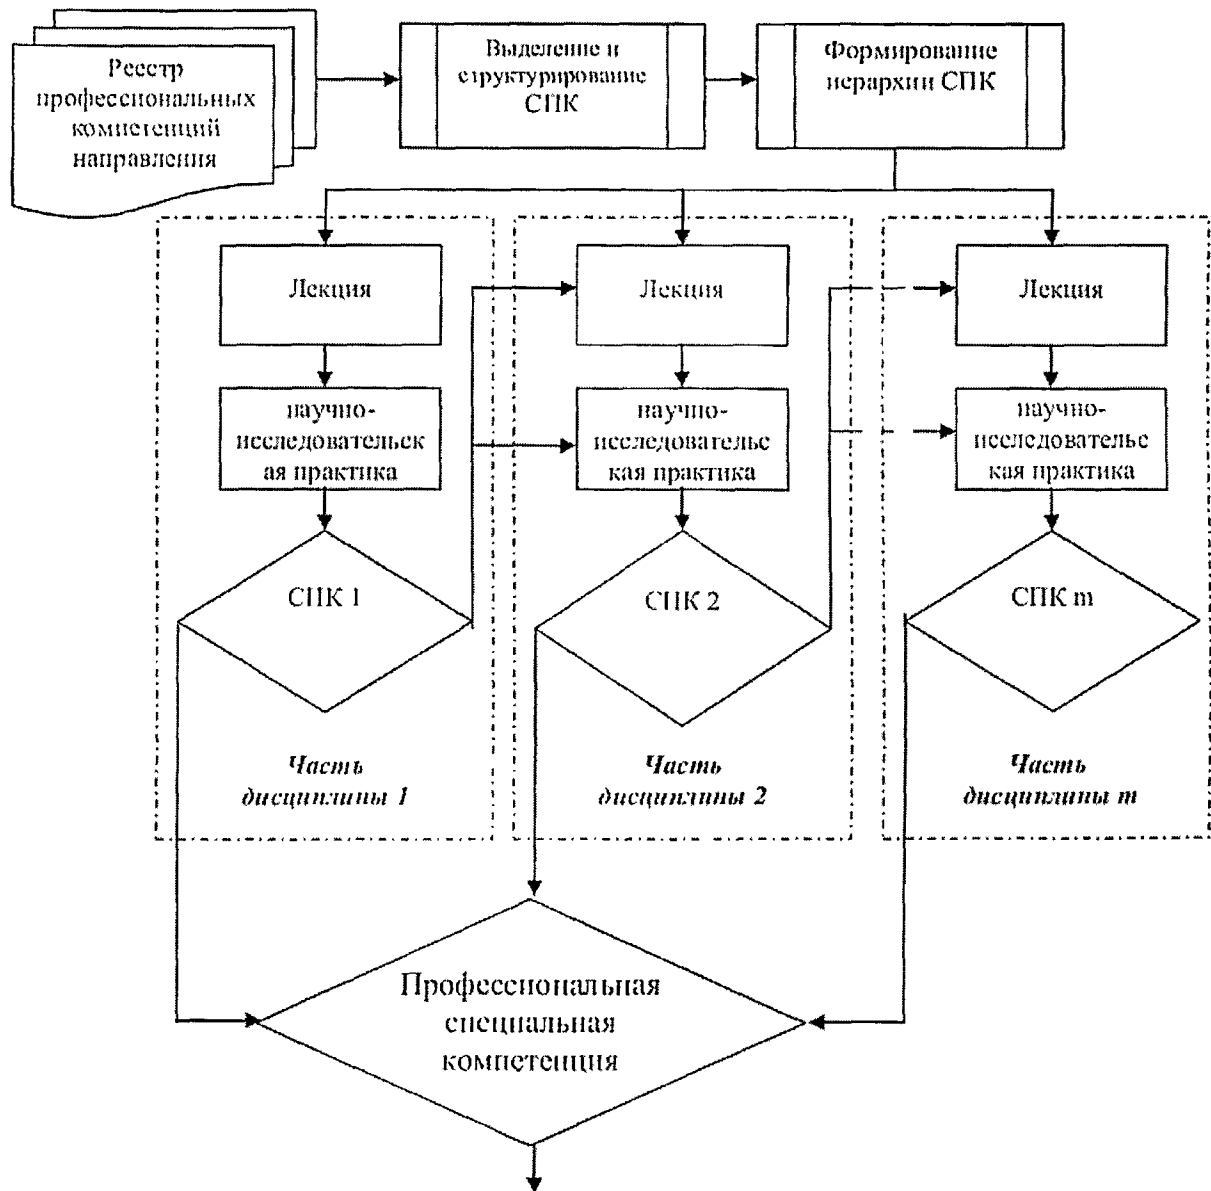 Реестр
профессиональных
компетенций
направления
Выделение и
структурирование
СПК
Формирование
иерархии СПК
Лекция
научно-
исследовательск
ая практика
СПК 1
Часть
дисциплины 1
Лекция
научно-
исследовательс
кая практика
СПК 2
Часть
дисциплины 2
Лекция
научно-
исследовательс
кая практика
СПК m
Часть
дисциплины m
Профессиональная
специальная
компетенция